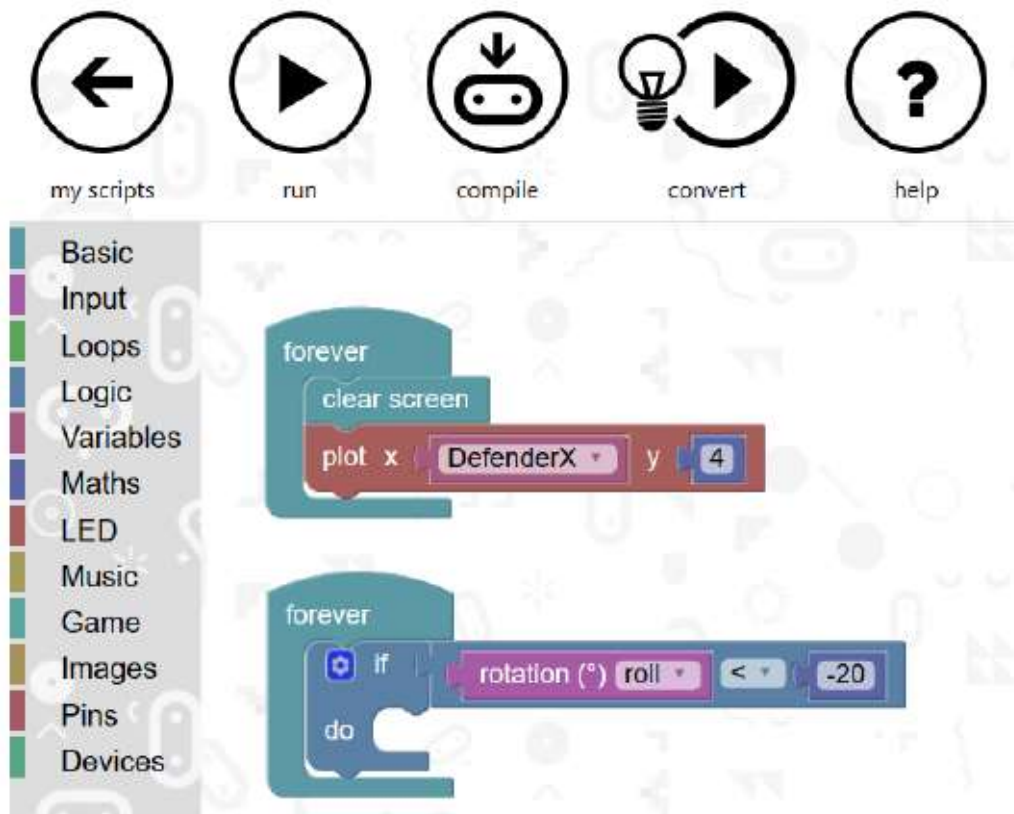 my scripts run compile convert help
Basic
Input
Loops
Logic
Variables
Maths
LED
Music
Game
Images
Pins
Devices
forever
clear screen
plot x DefenderX y 4
forever
if rotation (°) roll < -20
do